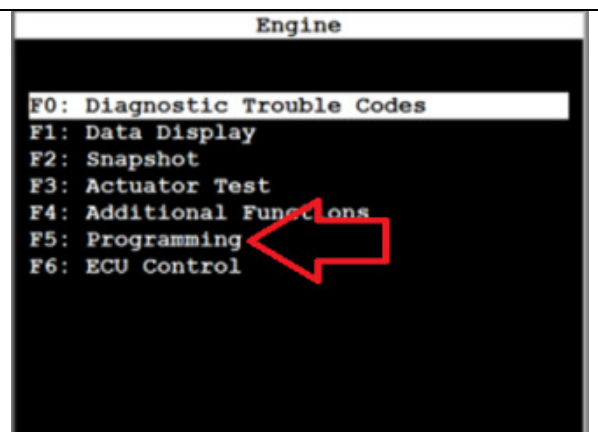 Engine
F0: Diagnostic Trouble Codes
F1: Data Display
F2: Snapshot
F3: Actuator Test
F4: Additional Functions
F5: Programming
F6: ECU Control